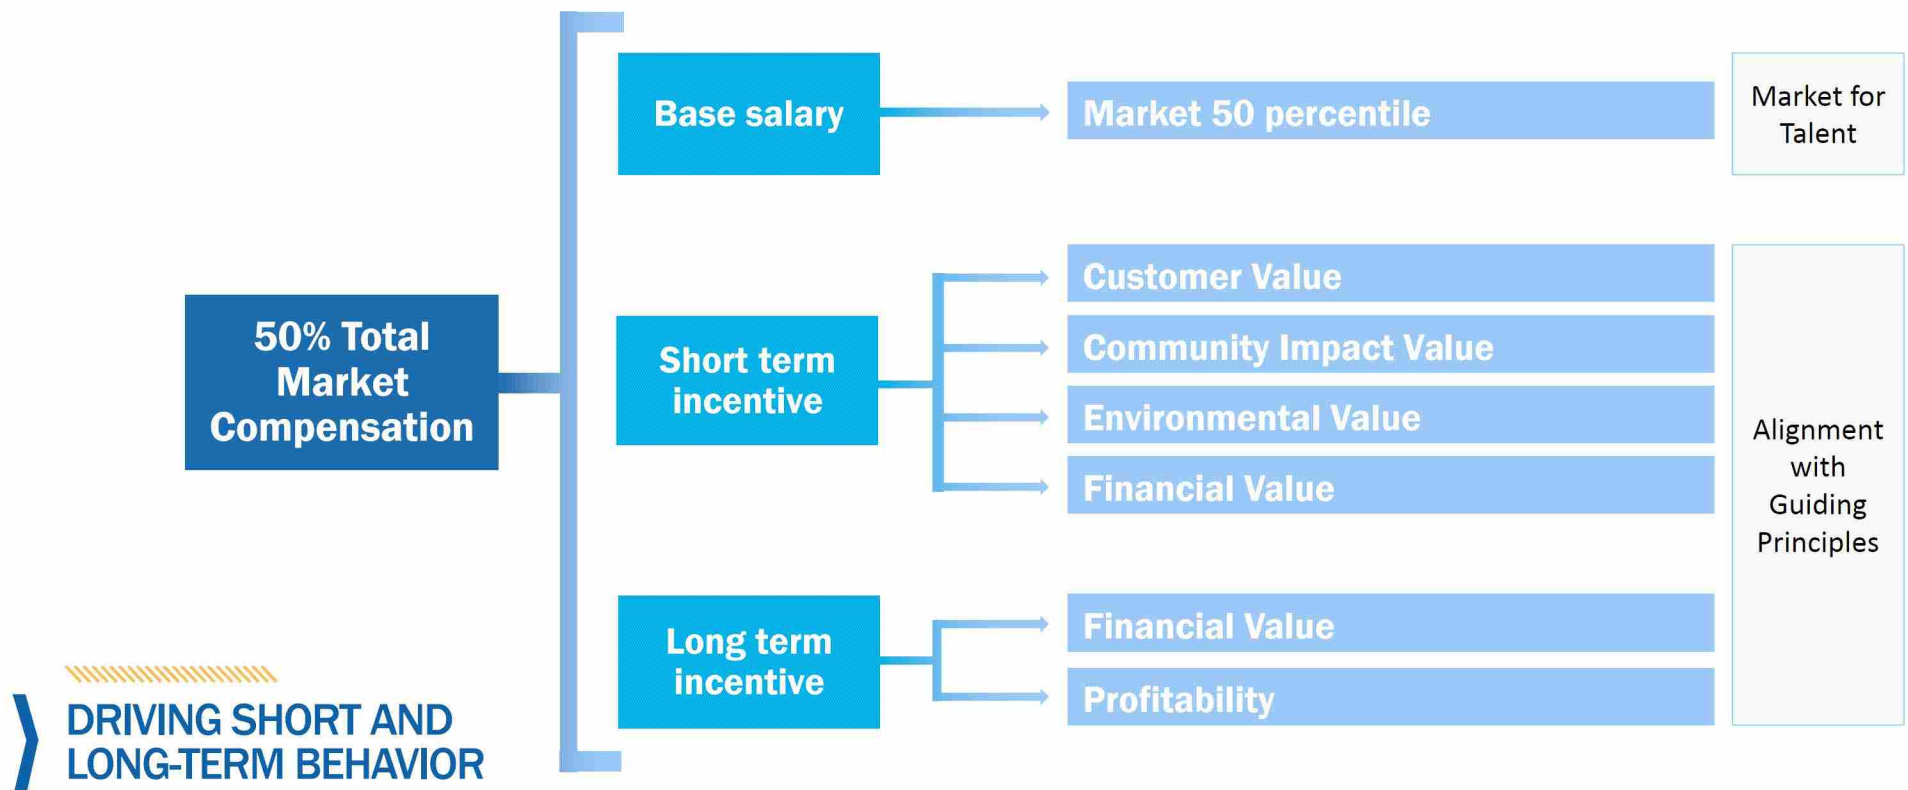 Base salary
Market 50 percentile
Market for
Talent
50% Total
Market
Compensation
Short term
incentive
Customer Value
Community Impact Value
Environmental Value
Financial Value
Alignment
with
Guiding
Principles
Long term
incentive
Financial Value
Profitability
DRIVING SHORT AND
LONG-TERM BEHAVIOR